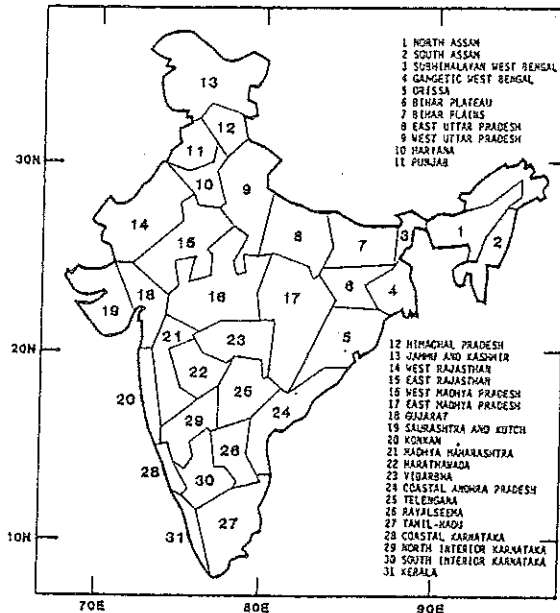 1 NORTH ASSAM
2 SOUTH ASSAM
3 SUBHIMALAYAN WEST BENGAL
4 GANGETIC WEST BENGAL
5 ORISSA
6 BIHAR PLATEAU
7 BIHAR PLAINS
8 EAST UTTAR PRADESH
9 WEST UTTAR PRADESH
10 HARYANA
11 PUNJAB
13
12
11
30N
10
9
14
15
8
7
3
1
2
19
18
16
17
6
4
21
23
5
20N
22
20
25
24
29
26
28
30
27
31
10N
12 HIMACHAL PRADESH
13 JAMMU AND KASHMIR
14 WEST RAJASTHAN
15 EAST RAJASTHAN
16 WEST MADHYA PRADESH
17 EAST MADHYA PRADESH
18 GUJARAT
19 SAURASHTRA AND KUTCH
20 KONKAN
21 MADHYA MAHARASHTRA
22 MARATHAWADA
23 VIDARBHA
24 COASTAL ANDHRA PRADESH
25 TELENGANA
26 RAYALSEEMA
27 TAMIL-NADU
28 COASTAL KARNATAKA
29 NORTH INTERIOR KARNATAKA
30 SOUTH INTERIOR KARNATAKA
31 KERALA
70E 80E 90E